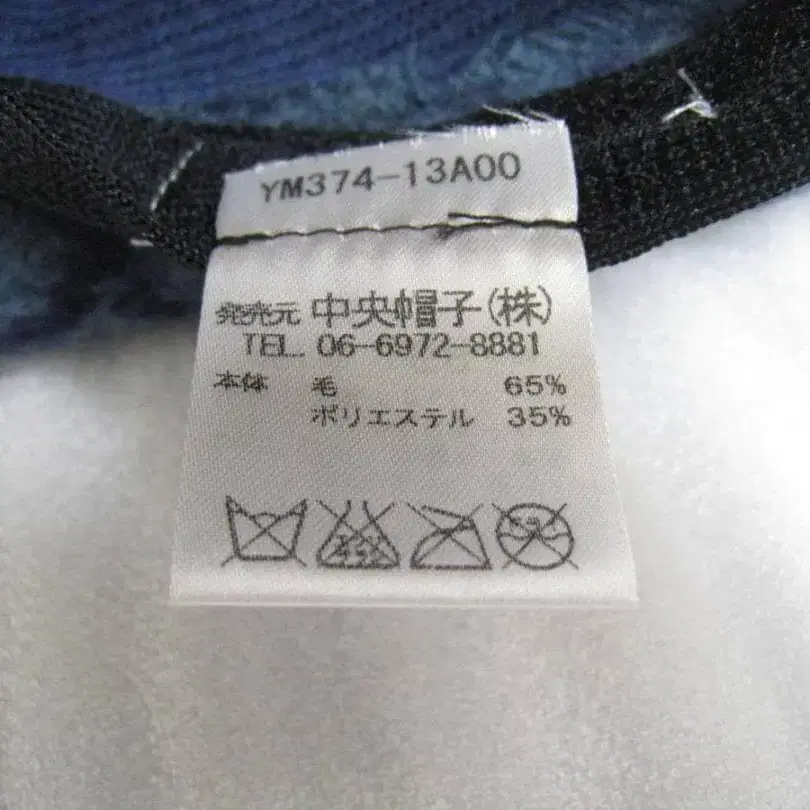 YM374-13A00
発売元 中央帽子(株)
TEL. 06-6972-8881
本体 毛 65%
ポリエステル 35%